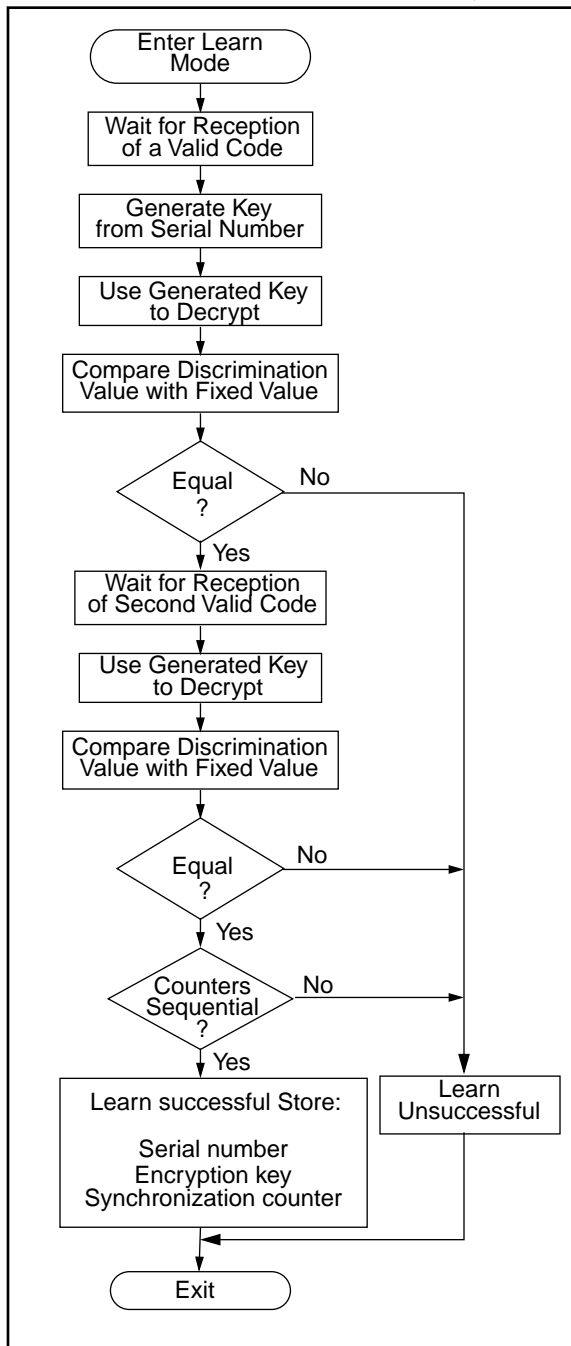 Enter Learn
Mode
Wait for Reception
of a Valid Code
Generate Key
from Serial Number
Use Generated Key
to Decrypt
Compare Discrimination
Value with Fixed Value
Equal
?
No
Yes
Wait for Reception
of Second Valid Code
Use Generated Key
to Decrypt
Compare Discrimination
Value with Fixed Value
Equal
?
No
Yes
Counters
Sequential
?
No
Yes
Learn successful Store:
Serial number
Encryption key
Synchronization counter
Learn
Unsuccessful
Exit